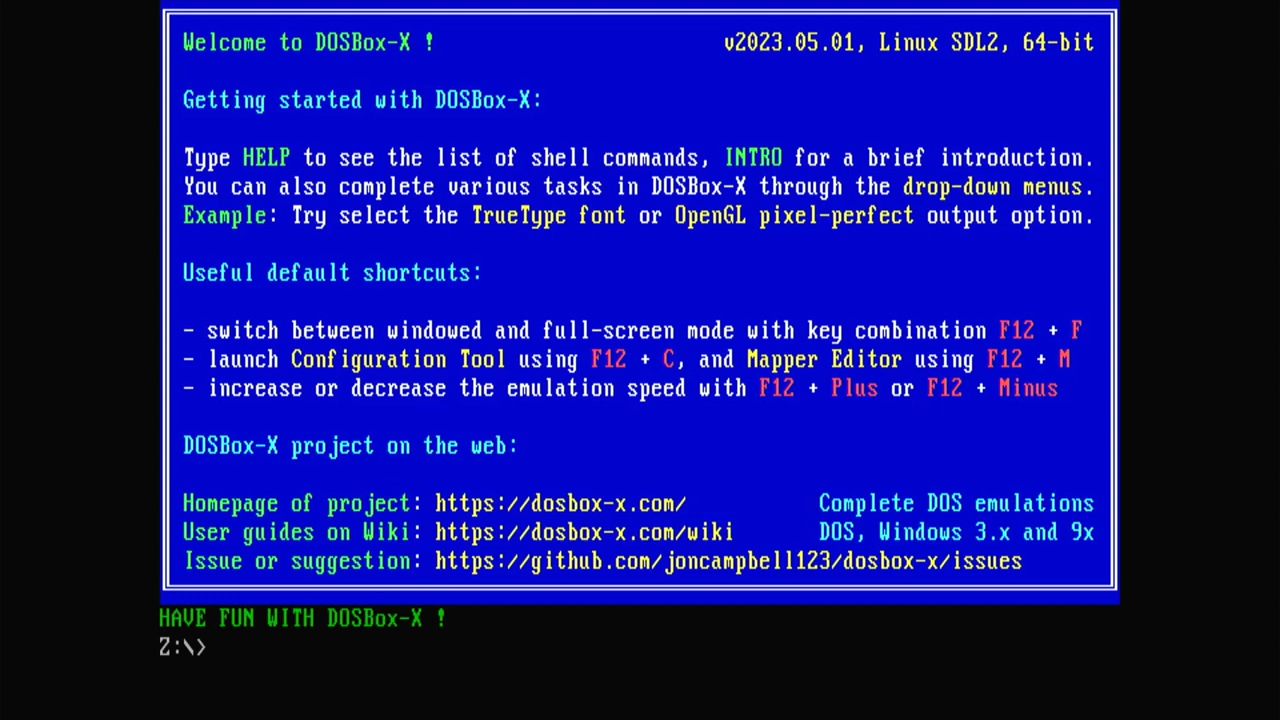 Welcome to DOSBox-X ! v2023.05.01, Linux SDL2, 64-bit
Getting started with DOSBox-X:
Type HELP to see the list of shell commands, INTRO for a brief introduction.
You can also complete various tasks in DOSBox-X through the drop-down menus.
Example: Try select the TrueType font or OpenGL pixel-perfect output option.
Useful default shortcuts:
- switch between windowed and full-screen mode with key combination F12 + F
- launch Configuration Tool using F12 + C, and Mapper Editor using F12 + M
- increase or decrease the emulation speed with F12 + Plus or F12 + Minus
DOSBox-X project on the web:
Homepage of project: https://dosbox-x.com/ Complete DOS emulations
User guides on Wiki: https://dosbox-x.com/wiki DOS, Windows 3.x and 9x
Issue or suggestion: https://github.com/joncampbell123/dosbox-x/issues
HAVE FUN WITH DOSBox-X !
Z:\>